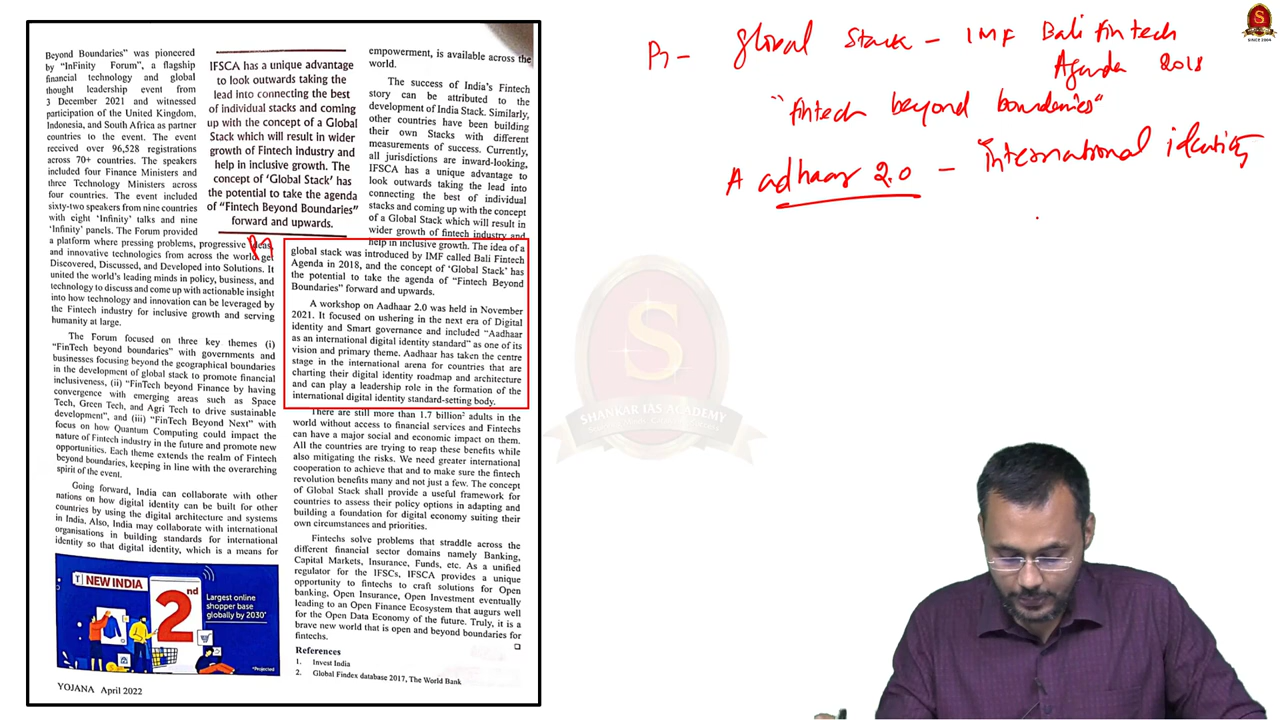 Beyond Boundaries" was pioneered
by "InFinity Forum", a flagship
financial technology and global
thought leadership event from
3 December 2021 and witnessed
participation of the United Kingdom,
Indonesia, and South Africa as partner
countries to the event. The event
received over 96,528 registrations
across 70+ countries. The speakers
included four Finance Ministers and
three Technology Ministers across
four countries. The event included
sixty-two speakers from nine countries
with eight 'Infinity' talks and nine
'Infinity' panels. The Forum provided
a platform where pressing problems, progressive ideas,
and innovative technologies from across the world get
Discovered, Discussed, and Developed into Solutions. It
united the world's leading minds in policy, business, and
technology to discuss and come up with actionable insight
into how technology and innovation can be leveraged by
the Fintech industry for inclusive growth and serving
humanity at large.
The Forum focused on three key themes (i)
"FinTech beyond boundaries" with governments and
businesses focusing beyond the geographical boundaries
in the development of global stack to promote financial
inclusiveness, (ii) "FinTech beyond Finance by having
convergence with emerging areas such as Space
Tech, Green Tech, and Agri Tech to drive sustainable
development", and (iii) "FinTech Beyond Next" with
focus on how Quantum Computing could impact the
nature of Fintech industry in the future and promote new
opportunities. Each theme extends the realm of Fintech
beyond boundaries, keeping in line with the overarching
spirit of the event.
Going forward, India can collaborate with other
nations on how digital identity can be built for other
countries by using the digital architecture and systems
in India. Also, India may collaborate with international
organisations in building standards for international
identity so that digital identity, which is a means for
NEW INDIA
2nd
Largest online
shopper base
globally by 2030*
*Projected
YOJANA April 2022
IFSCA has a unique advantage
to look outwards taking the
lead into connecting the best
of individual stacks and coming
up with the concept of a Global
Stack which will result in wider
growth of Fintech industry and
help in inclusive growth. The
concept of 'Global Stack' has
the potential to take the agenda
of "Fintech Beyond Boundaries"
forward and upwards.
empowerment, is available across the
world.
The success of India's Fintech
story can be attributed to the
development of India Stack. Similarly,
other countries have been building
their own Stacks with different
measurements of success. Currently,
all jurisdictions are inward-looking,
IFSCA has a unique advantage to
look outwards taking the lead into
connecting the best of individual
stacks and coming up with the concept
of a Global Stack which will result in
wider growth of fintech industry and
help in inclusive growth. The idea of a
global stack was introduced by IMF called Bali Fintech
Agenda in 2018, and the concept of 'Global Stack' has
the potential to take the agenda of "Fintech Beyond
Boundaries" forward and upwards.
A workshop on Aadhaar 2.0 was held in November
2021. It focused on ushering in the next era of Digital
identity and Smart governance and included "Aadhaar
as an international digital identity standard" as one of its
vision and primary theme. Aadhaar has taken the centre
stage in the international arena for countries that are
charting their digital identity roadmap and architecture
and can play a leadership role in the formation of the
international digital identity standard-setting body.
There are still more than 1.7 billion² adults in the
world without access to financial services and Fintechs
can have a major social and economic impact on them.
All the countries are trying to reap these benefits while
also mitigating the risks. We need greater international
cooperation to achieve that and to make sure the fintech
revolution benefits many and not just a few. The concept
of Global Stack shall provide a useful framework for
countries to assess their policy options in adapting and
building a foundation for digital economy suiting their
own circumstances and priorities.
Fintechs solve problems that straddle across the
different financial sector domains namely Banking,
Capital Markets, Insurance, Funds, etc. As a unified
regulator for the IFSCs, IFSCA provides a unique
opportunity to fintechs to craft solutions for Open
banking, Open Insurance, Open Investment eventually
leading to an Open Finance Ecosystem that augurs well
for the Open Data Economy of the future. Truly, it is a
brave new world that is open and beyond boundaries for
fintechs.
References
1. Invest India
2. Global Findex database 2017, The World Bank
global stack - IMF Bali fintech
Agenda 2018
"fintech beyond boundaries"
Aadhaar 2.0 - international identity
S
SHANKAR IAS ACADEMY
SINCE 2004